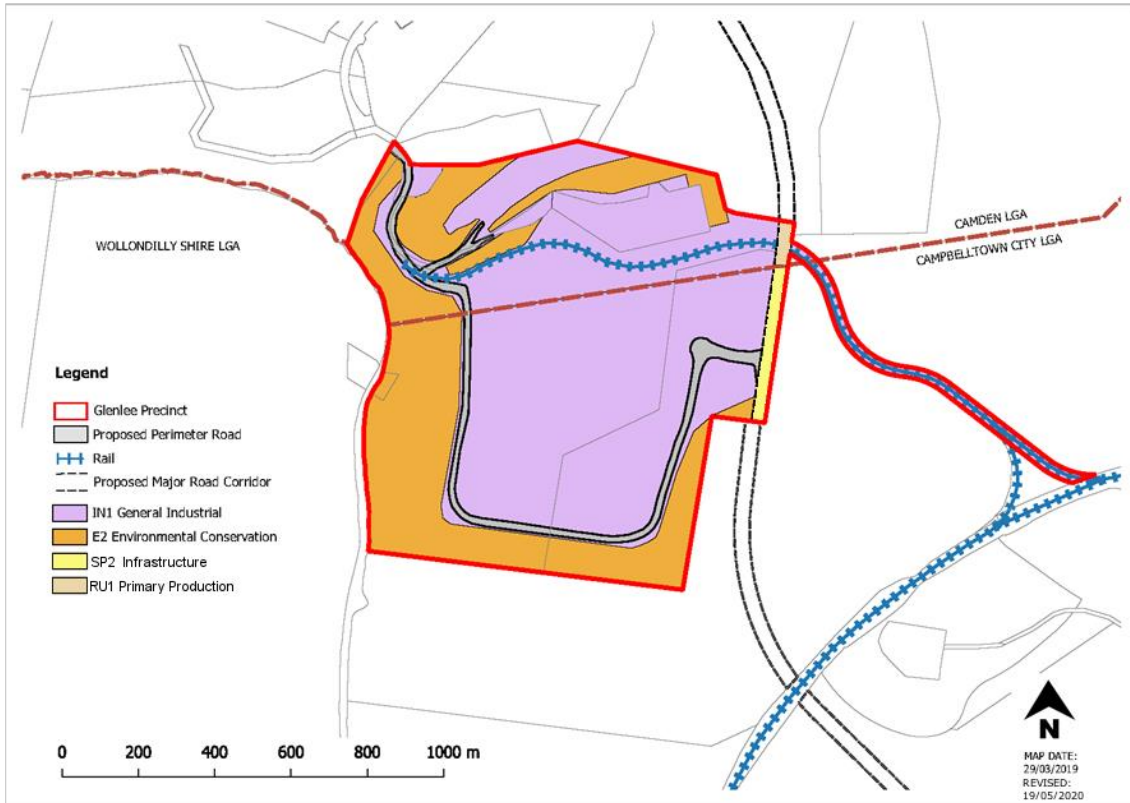 CAMDEN LGA
WOLLONDILLY SHIRE LGA
CAMPBELLTOWN CITY LGA
Legend
Glenlee Precinct
Proposed Perimeter Road
Rail
Proposed Major Road Corridor
IN1 General Industrial
E2 Environmental Conservation
SP2 Infrastructure
RU1 Primary Production
0 200 400 600 800 1000 m
N
MAP DATE:
29/03/2019
REVISED:
19/05/2020